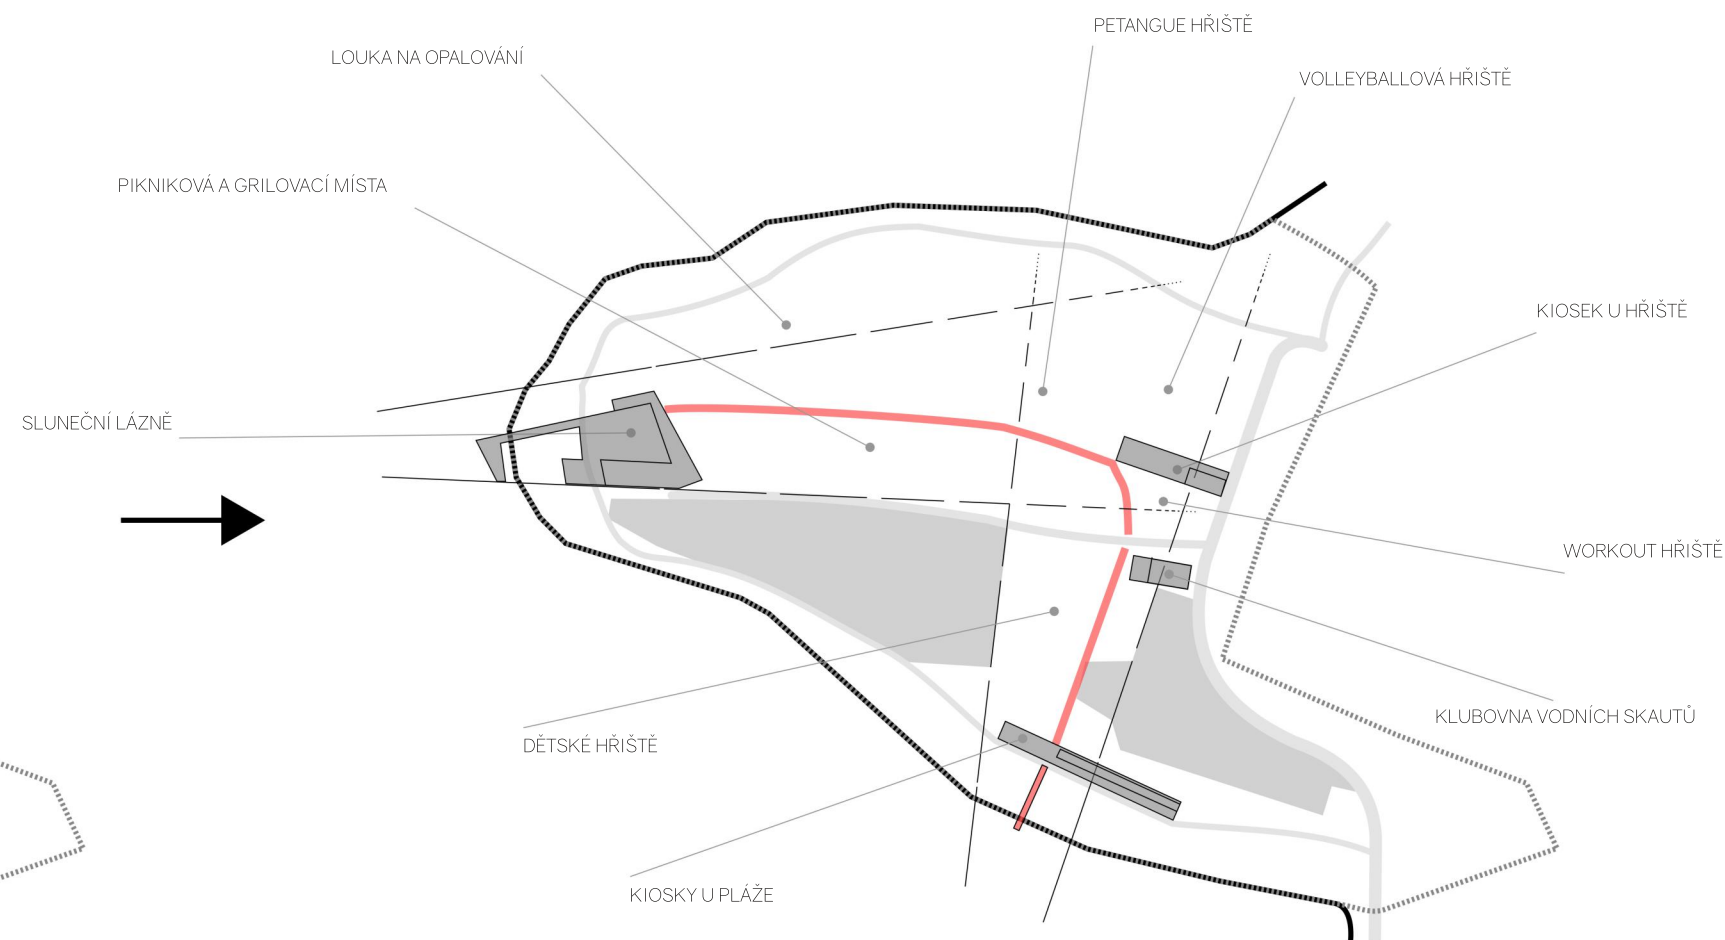 PETANGUE HŘIŠTĚ
LOUKA NA OPALOVÁNÍ
VOLLEYBALLOVÁ HŘIŠTĚ
PIKNIKOVÁ A GRILOVACÍ MÍSTA
KIOSEK U HŘIŠTĚ
SLUNEČNÍ LÁZNĚ
WORKOUT HŘIŠTĚ
KLUBOVNA VODNÍCH SKAUTŮ
DĚTSKÉ HŘIŠTĚ
KIOSKY U PLÁŽE